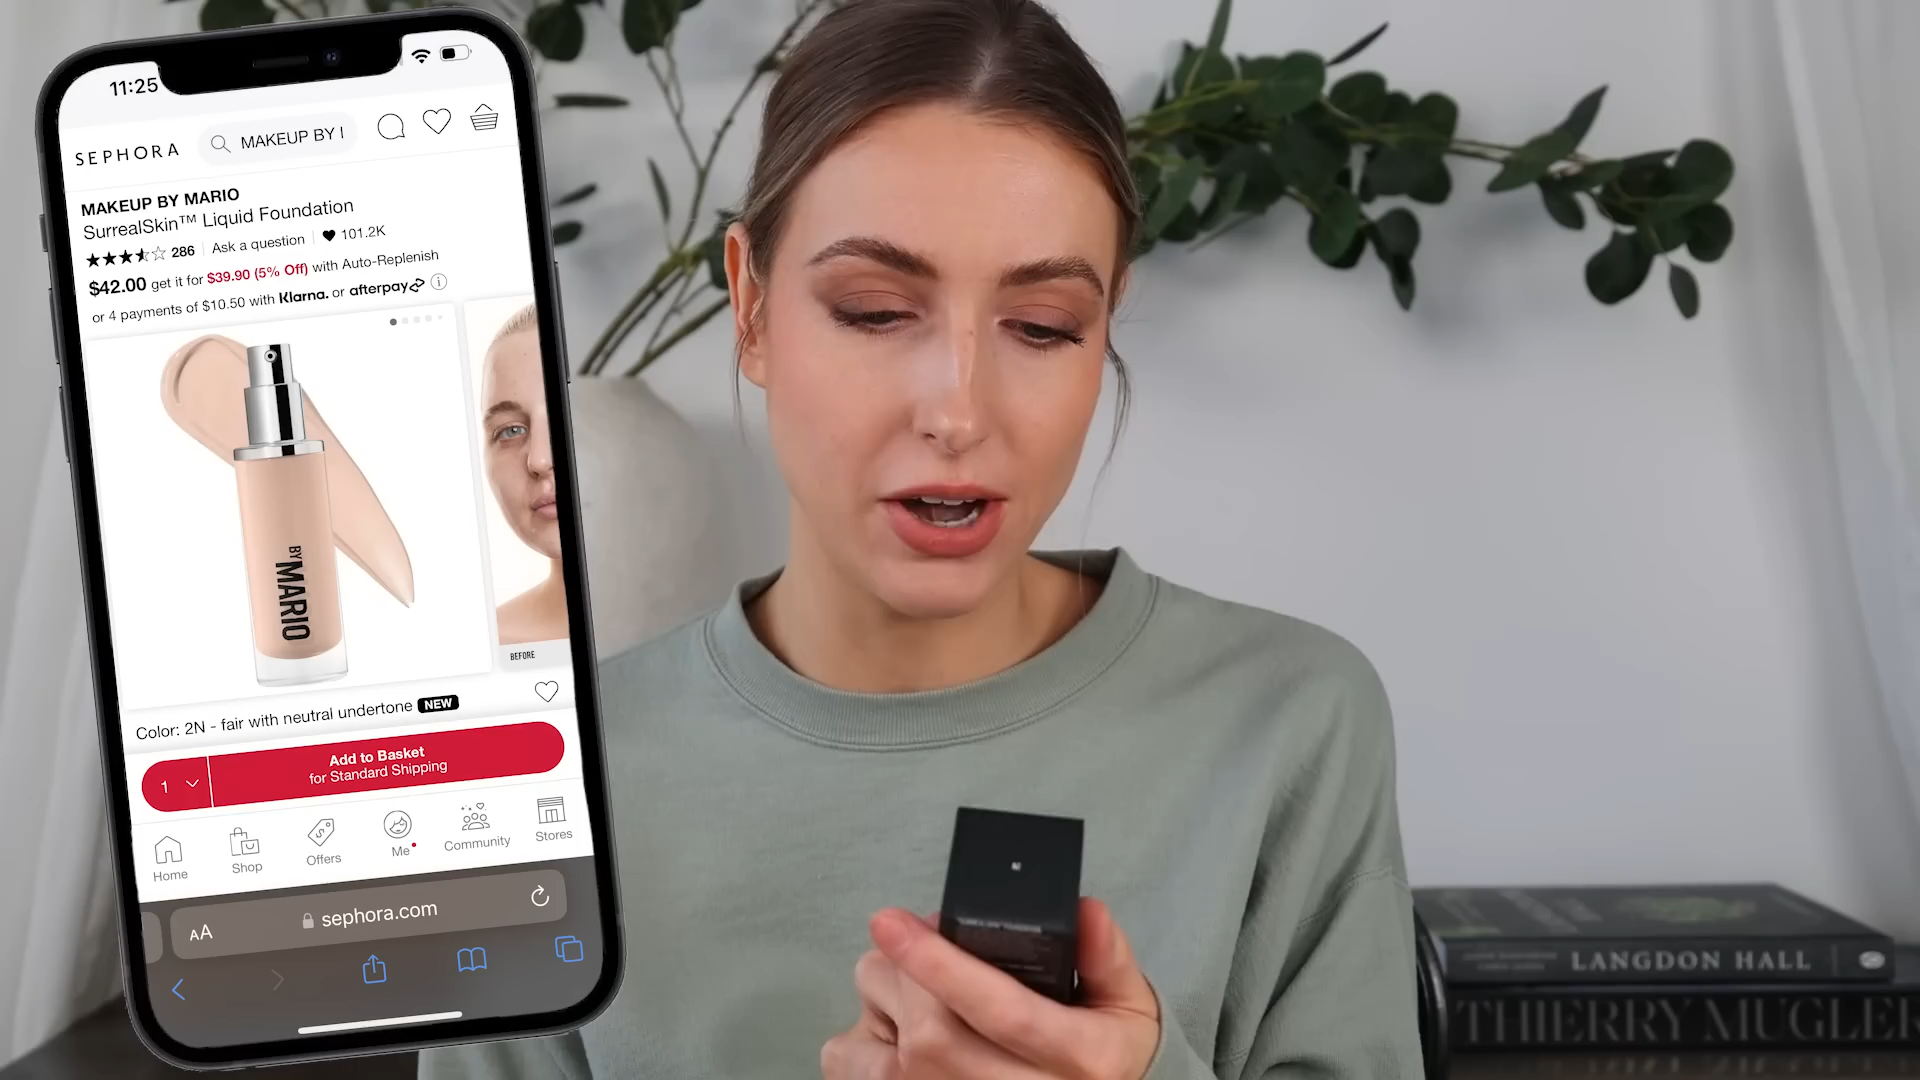 11:25
SEPHORA
MAKEUP BY I
MAKEUP BY MARIO
SurrealSkin™ Liquid Foundation
286 Ask a question 101.2K
$42.00 get it for $39.90 (5% Off) with Auto-Replenish
or 4 payments of $10.50 with Klarna. or afterpay
BY MARIO
BEFORE
Color: 2N - fair with neutral undertone NEW
1
Add to Basket
for Standard Shipping
Home Shop Offers Me Community Stores
AA sephora.com
LANGDON HALL
THIERRY MUGLER